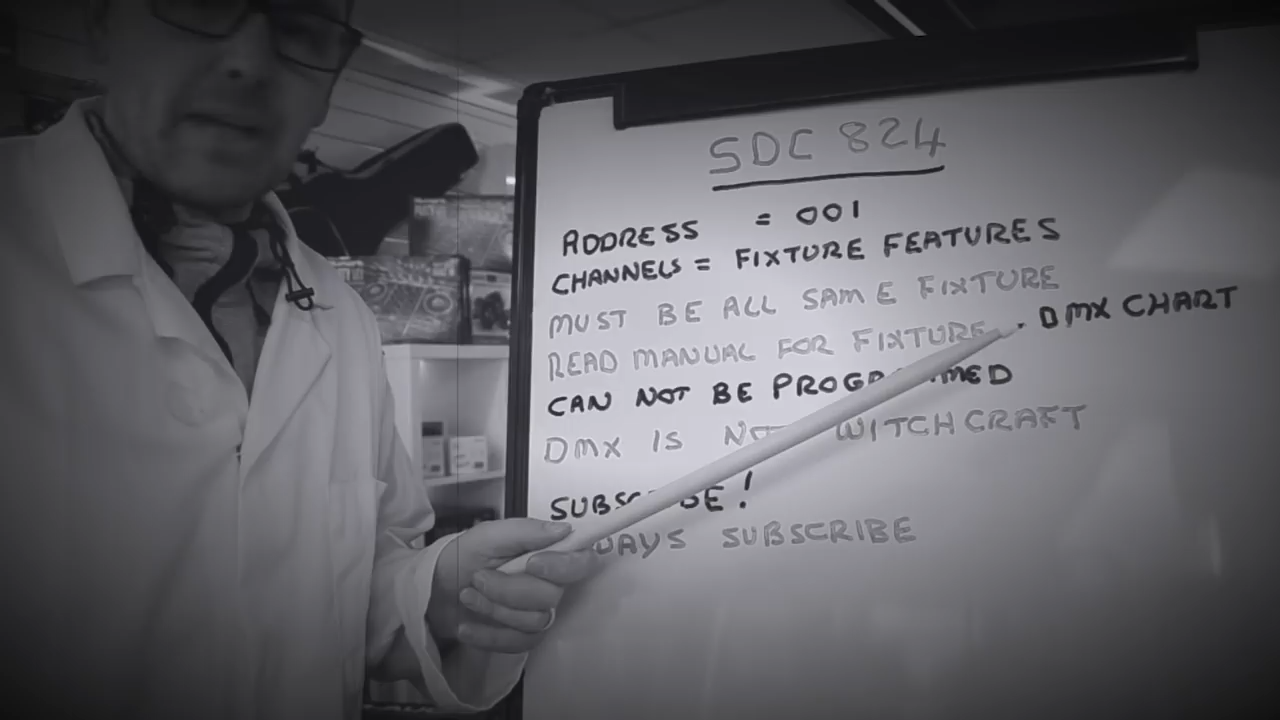 SDC 824
ADDRESS = 001
CHANNELS = FIXTURE FEATURES
MUST BE ALL SAME FIXTURE
READ MANUAL FOR FIXTURE. DMX CHART
CAN NOT BE
DMX IS WITCHCRAFT
SUBSCRIBE!
SUBSCRIBE